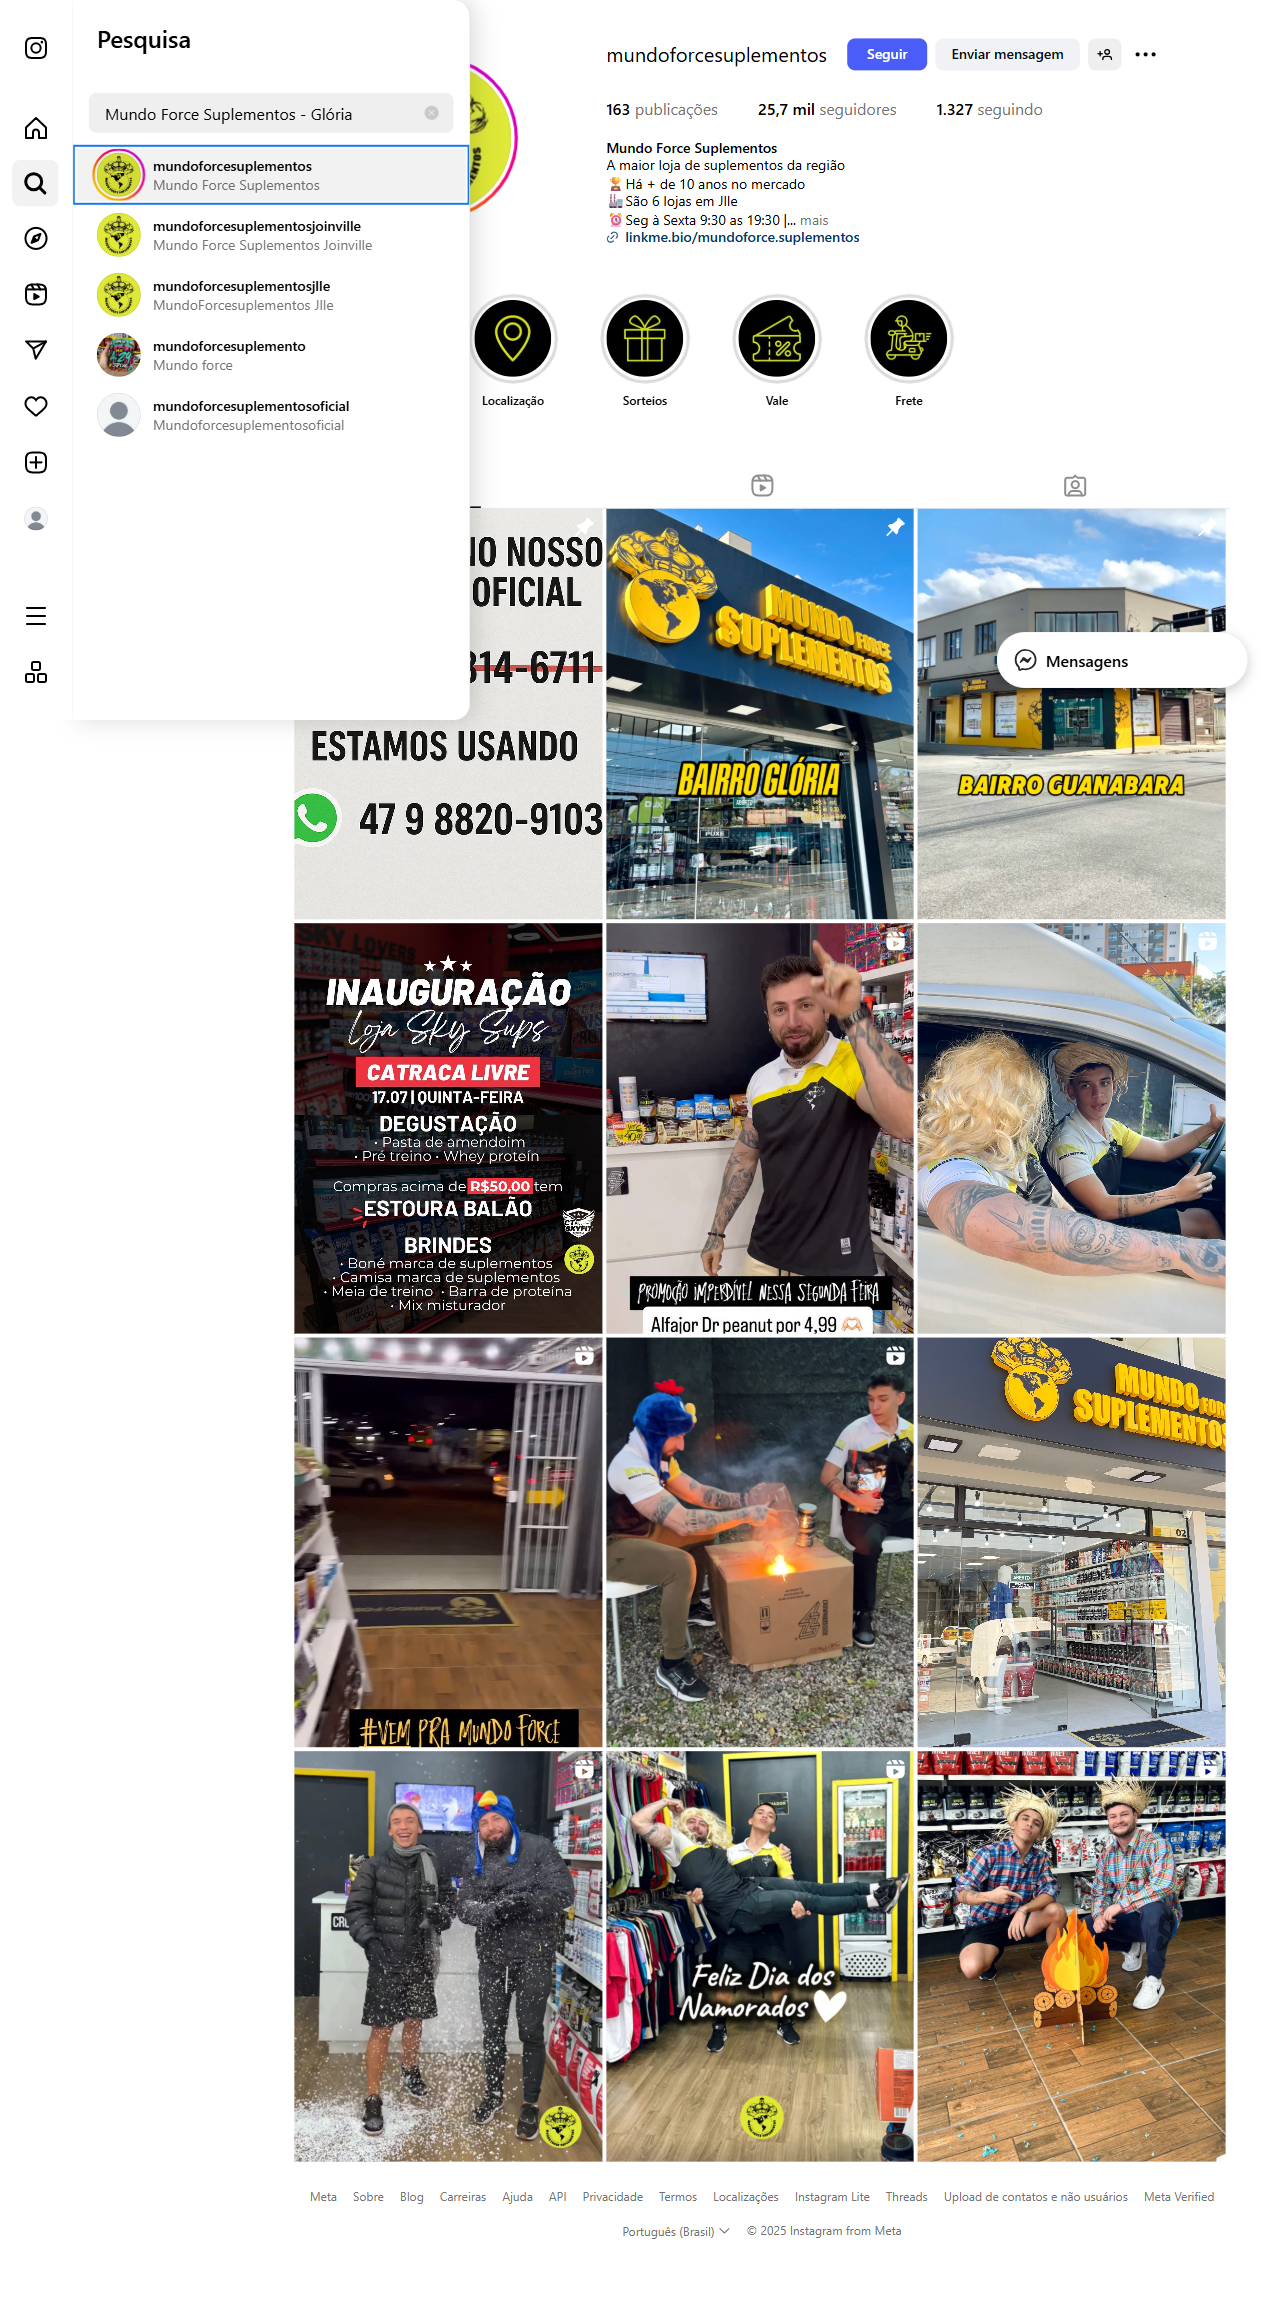 Pesquisa
Mundo Force Suplementos - Glória
mundoforcesuplementos
Mundo Force Suplementos
mundoforcesuplementosjoinville
Mundo Force Suplementos Joinville
mundoforcesuplementosjlle
MundoForcesuplementos Jlle
mundoforcesuplemento
Mundo force
mundoforcesuplementosoficial
Mundoforcesuplementosoficial
mundoforcesuplementos
Seguir
Enviar mensagem
163 publicações
25,7 mil seguidores
1.327 seguindo
Mundo Force Suplementos
A maior loja de suplementos da região
🏆Há + de 10 anos no mercado
🏭São 6 lojas em Jlle
⏰Seg à Sexta 9:30 as 19:30 |... mais
linkme.bio/mundoforce.suplementos
Localização
Sorteios
Vale
Frete
NO NOSSO
OFICIAL
314-6711
ESTAMOS USANDO
47 9 8820-9103
MUNDO FORCE
SUPLEMENTOS
BAIRRO GLÓRIA
ABERTO
PUXE
BAIRRO GUANABARA
Mensagens
SKY LOVERS
INAUGURAÇÃO
Loja Sky Sups
CATRACA LIVRE
17.07 | QUINTA-FEIRA
DEGUSTAÇÃO
• Pasta de amendoim
• Pré treino • Whey protein
Compras acima de R$50,00 tem
ESTOURA BALÃO
BRINDES
• Boné marca de suplementos
• Camisa marca de suplementos
• Meia de treino • Barra de proteína
• Mix misturador
PROMOÇÃO IMPERDÍVEL NESSA SEGUNDA FEIRA
Alfajor Dr peanut por 4,99 🫶🏻
#VEM PRA MUNDO FORCE
MUNDO FOR
SUPLEMENTOS
02
ABERTO
Feliz Dia dos
Namorados
Meta
Sobre
Blog
Carreiras
Ajuda
API
Privacidade
Termos
Localizações
Instagram Lite
Threads
Upload de contatos e não usuários
Meta Verified
Português (Brasil)
© 2025 Instagram from Meta